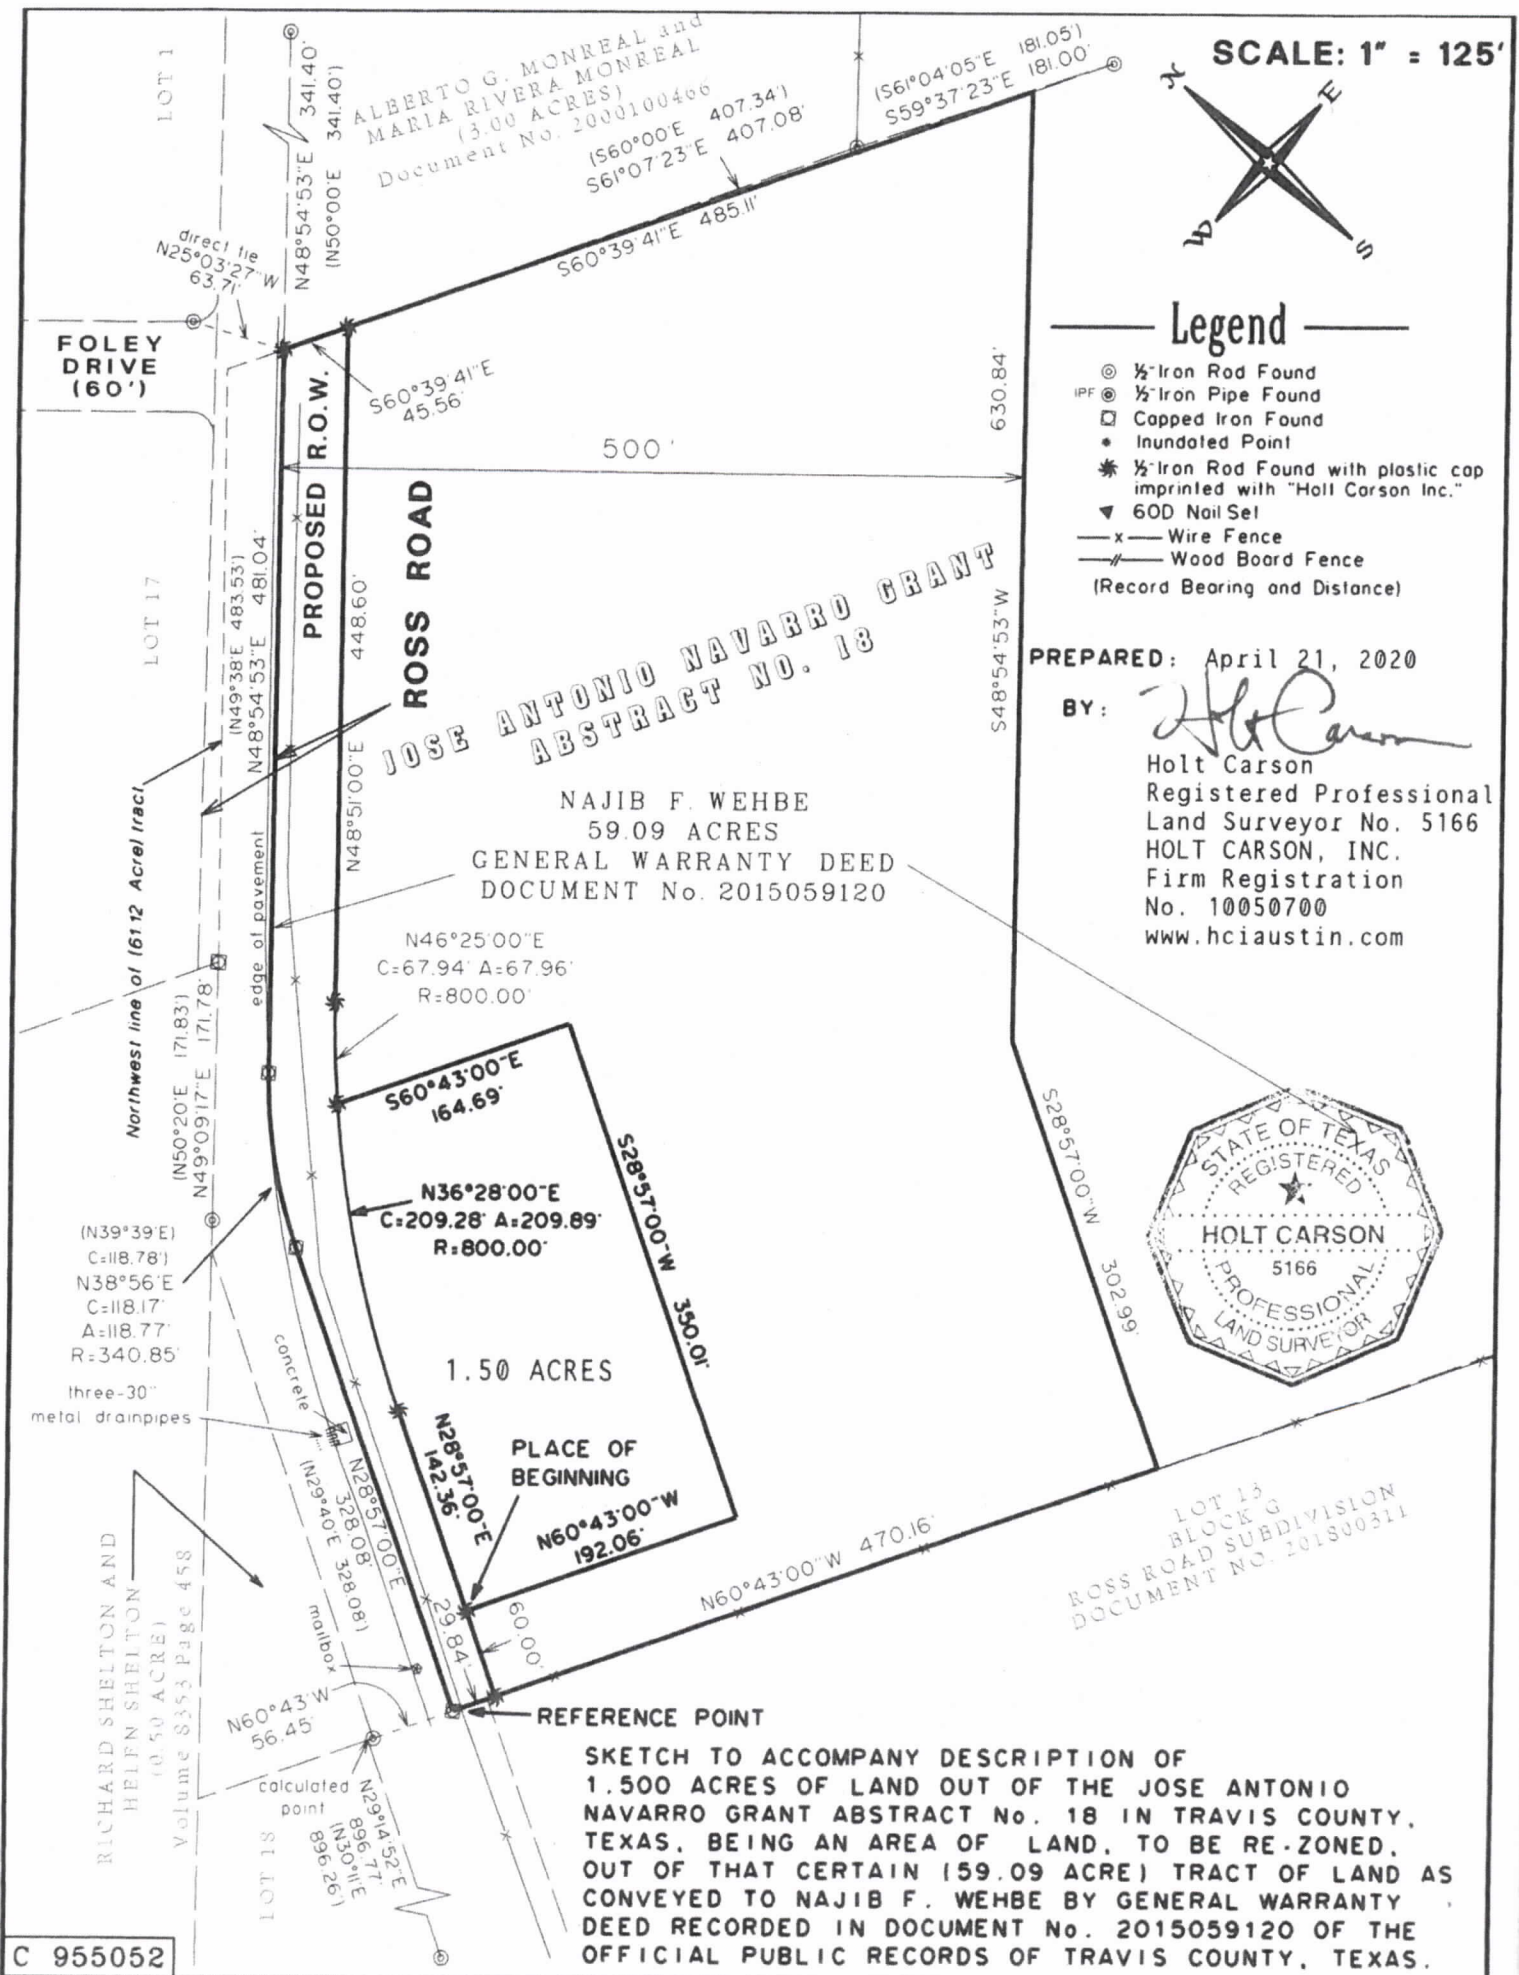 SCALE: 1" = 125'
N
E
W
S
LOT 1
N48°54'53"E 341.40'
(N50°00'E 341.40')
ALBERTO G. MONREAL and
MARIA RIVERA MONREAL
(3.00 ACRES)
Document No. 2000100466
(S60°00'E 407.34')
S61°07'23"E 407.08'
(S61°04'05"E 181.05')
S59°37'23"E 181.00'
direct tie
N25°03'27"W
63.71'
S60°39'41"E 485.11'
FOLEY
DRIVE
(60')
S60°39'41"E
45.56'
PROPOSED R.O.W.
ROSS ROAD
500'
630.84'
S48°54'53"W
Legend
½" Iron Rod Found
IPF ½" Iron Pipe Found
Capped Iron Found
Inundated Point
½" Iron Rod Found with plastic cap
imprinted with "Holt Carson Inc."
60D Nail Set
x Wire Fence
// Wood Board Fence
(Record Bearing and Distance)
LOT 17
(N49°38'E 483.53')
N48°54'53"E 481.04'
448.60'
N48°51'00"E
JOSE ANTONIO NAVARRO GRANT
ABSTRACT NO. 18
PREPARED: April 21, 2020
BY: Holt Carson
Holt Carson
Registered Professional
Land Surveyor No. 5166
HOLT CARSON, INC.
Firm Registration
No. 10050700
www.hciaustin.com
NAJIB F. WEHBE
59.09 ACRES
GENERAL WARRANTY DEED
DOCUMENT No. 2015059120
Northwest line of (61.12 Acre) tract
edge of pavement
N46°25'00"E
C=67.94' A=67.96'
R=800.00'
(N50°20'E 171.83')
N49°09'17"E 171.78'
S60°43'00"E
164.69'
S28°57'00"W 350.01'
S28°57'00"W 302.99'
N36°28'00"E
C=209.28' A=209.89'
R=800.00'
STATE OF TEXAS
REGISTERED
HOLT CARSON
5166
PROFESSIONAL
LAND SURVEYOR
(N39°39'E)
C=118.78')
N38°56'E
C=118.17'
A=118.77'
R=340.85'
three-30"
metal drainpipes
concrete
1.50 ACRES
N28°57'00"E
142.36'
PLACE OF
BEGINNING
N60°43'00"W
192.06'
N28°57'00"E
328.08'
(N29°40'E 328.08')
N60°43'00"W 470.16'
LOT 13
BLOCK G
ROSS ROAD SUBDIVISION
DOCUMENT NO. 201800311
RICHARD SHELTON AND
HELEN SHELTON
(0.50 ACRE)
Volume 8353 Page 458
mailbox
29.84'
60.00'
N60°43'W
56.45'
REFERENCE POINT
calculated
point
N29°14'52"E
896.77'
(N30°11'E
896.26')
LOT 18
SKETCH TO ACCOMPANY DESCRIPTION OF
1.500 ACRES OF LAND OUT OF THE JOSE ANTONIO
NAVARRO GRANT ABSTRACT No. 18 IN TRAVIS COUNTY,
TEXAS, BEING AN AREA OF LAND, TO BE RE-ZONED,
OUT OF THAT CERTAIN (59.09 ACRE) TRACT OF LAND AS
CONVEYED TO NAJIB F. WEHBE BY GENERAL WARRANTY
DEED RECORDED IN DOCUMENT No. 2015059120 OF THE
OFFICIAL PUBLIC RECORDS OF TRAVIS COUNTY, TEXAS.
C 955052